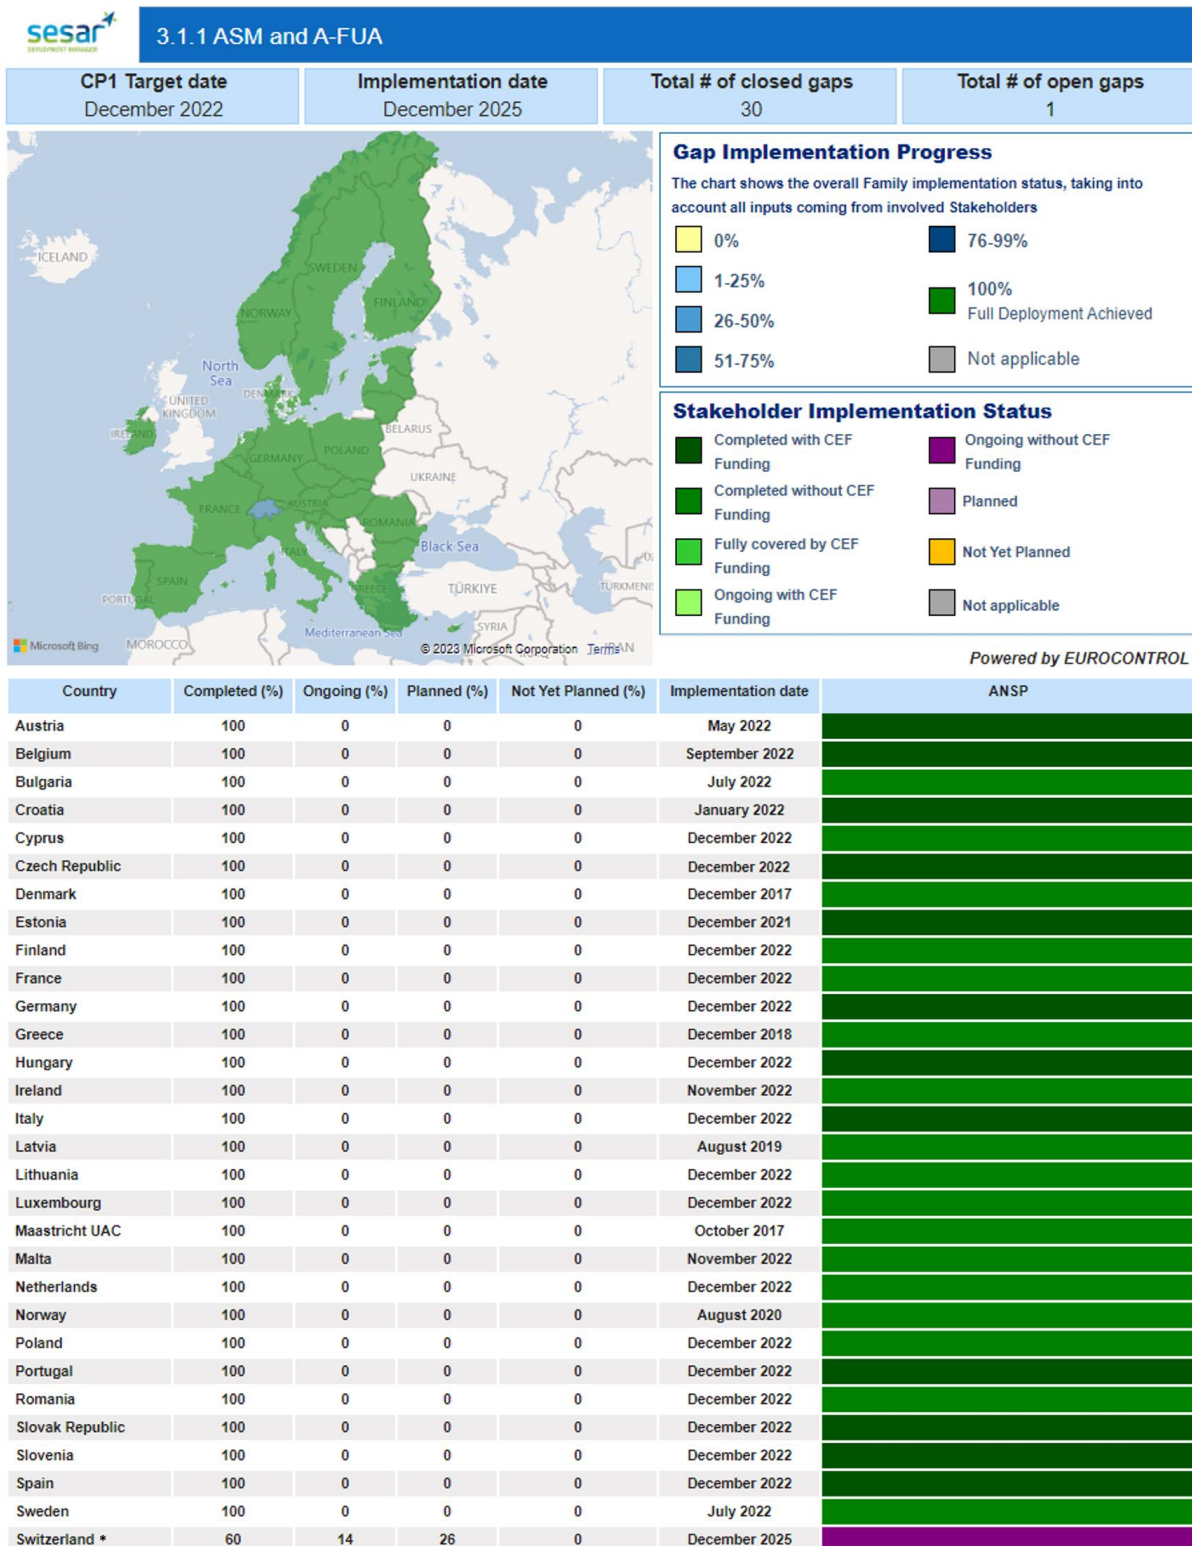 sesar
DEPLOYMENT MANAGER
3.1.1 ASM and A-FUA
CP1 Target date
December 2022
Implementation date
December 2025
Total # of closed gaps
30
Total # of open gaps
1
ICELAND
SWEDEN
FINLAND
NORWAY
North
Sea
DENMARK
UNITED
KINGDOM
IRELAND
BELARUS
POLAND
GERMANY
UKRAINE
FRANCE
AUSTRIA
ROMANIA
ITALY
Black Sea
SPAIN
PORTUGAL
GREECE
TÜRKIYE
TÜRKMENIS
SYRIA
Mediterranean Sea
Microsoft Bing
MOROCCO
© 2023 Microsoft Corporation Terms
Gap Implementation Progress
The chart shows the overall Family implementation status, taking into
account all inputs coming from involved Stakeholders
0%
1-25%
26-50%
51-75%
76-99%
100%
Full Deployment Achieved
Not applicable
Stakeholder Implementation Status
Completed with CEF
Funding
Completed without CEF
Funding
Fully covered by CEF
Funding
Ongoing with CEF
Funding
Ongoing without CEF
Funding
Planned
Not Yet Planned
Not applicable
Powered by EUROCONTROL
Country Completed (%) Ongoing (%) Planned (%) Not Yet Planned (%) Implementation date ANSP
Austria 100 0 0 0 May 2022
Belgium 100 0 0 0 September 2022
Bulgaria 100 0 0 0 July 2022
Croatia 100 0 0 0 January 2022
Cyprus 100 0 0 0 December 2022
Czech Republic 100 0 0 0 December 2022
Denmark 100 0 0 0 December 2017
Estonia 100 0 0 0 December 2021
Finland 100 0 0 0 December 2022
France 100 0 0 0 December 2022
Germany 100 0 0 0 December 2022
Greece 100 0 0 0 December 2018
Hungary 100 0 0 0 December 2022
Ireland 100 0 0 0 November 2022
Italy 100 0 0 0 December 2022
Latvia 100 0 0 0 August 2019
Lithuania 100 0 0 0 December 2022
Luxembourg 100 0 0 0 December 2022
Maastricht UAC 100 0 0 0 October 2017
Malta 100 0 0 0 November 2022
Netherlands 100 0 0 0 December 2022
Norway 100 0 0 0 August 2020
Poland 100 0 0 0 December 2022
Portugal 100 0 0 0 December 2022
Romania 100 0 0 0 December 2022
Slovak Republic 100 0 0 0 December 2022
Slovenia 100 0 0 0 December 2022
Spain 100 0 0 0 December 2022
Sweden 100 0 0 0 July 2022
Switzerland * 60 14 26 0 December 2025